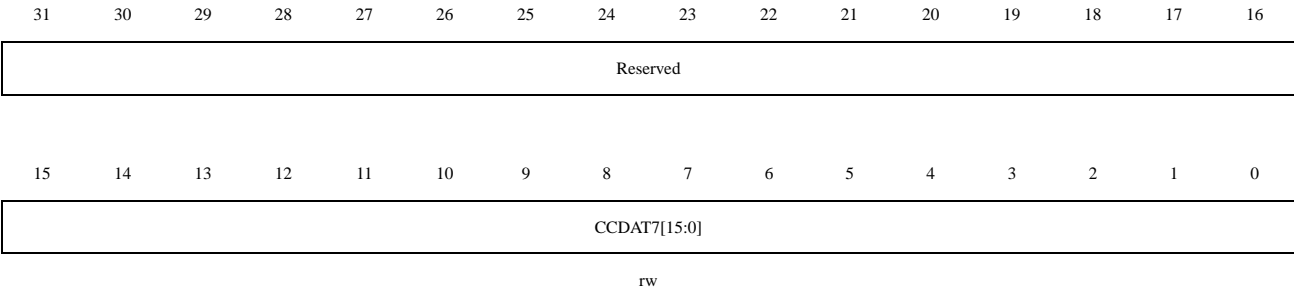 31 30 29 28 27 26 25 24 23 22 21 20 19 18 17 16
Reserved
15 14 13 12 11 10 9 8 7 6 5 4 3 2 1 0
CCDAT7[15:0]
rw